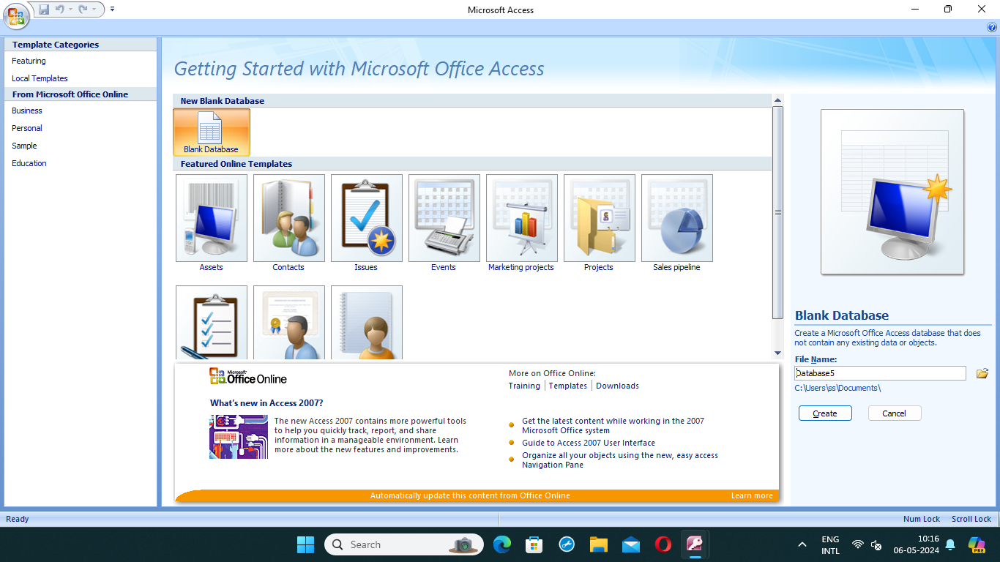 Microsoft Access
Template Categories
Featuring
Local Templates
From Microsoft Office Online
Business
Personal
Sample
Education
Getting Started with Microsoft Office Access
New Blank Database
Blank Database
Featured Online Templates
Assets
Contacts
Issues
Events
Marketing projects
Projects
Sales pipeline
Microsoft
Office Online
What's new in Access 2007?
The new Access 2007 contains more powerful tools
to help you quickly track, report, and share
information in a manageable environment. Learn
more about the new features and improvements.
More on Office Online:
Training | Templates | Downloads
Get the latest content while working in the 2007
Microsoft Office system
Guide to Access 2007 User Interface
Organize all your objects using the new, easy access
Navigation Pane
Automatically update this content from Office Online
Learn more
Blank Database
Create a Microsoft Office Access database that does
not contain any existing data or objects.
File Name:
Database5
C:\Users\ss\Documents\
Create
Cancel
Ready
Num Lock
Scroll Lock
Search
ENG
INTL
10:16
06-05-2024
PRE